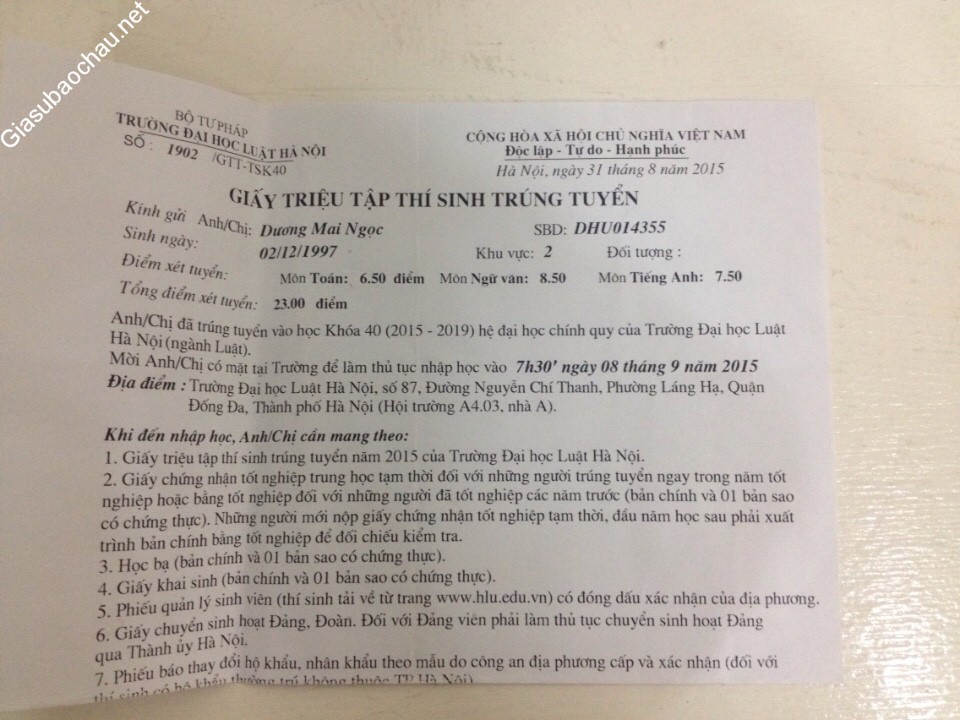 Giasubaochau.net
BỘ TƯ PHÁP
TRƯỜNG ĐẠI HỌC LUẬT HÀ NỘI
SỐ : 1902 /GTT-TSK40
CỘNG HÒA XÃ HỘI CHỦ NGHĨA VIỆT NAM
Độc lập - Tự do - Hạnh phúc
Hà Nội, ngày 31 tháng 8 năm 2015
GIẤY TRIỆU TẬP THÍ SINH TRÚNG TUYỂN
Kính gửi Anh/Chị: Dương Mai Ngọc SBD: DHU014355
Sinh ngày: 02/12/1997 Khu vực: 2 Đối tượng :
Điểm xét tuyển: Môn Toán: 6.50 điểm Môn Ngữ văn: 8.50 Môn Tiếng Anh: 7.50
Tổng điểm xét tuyển: 23.00 điểm
Anh/Chị đã trúng tuyển vào học Khóa 40 (2015 - 2019) hệ đại học chính quy của Trường Đại học Luật
Hà Nội (ngành Luật).
Mời Anh/Chị có mặt tại Trường để làm thủ tục nhập học vào 7h30' ngày 08 tháng 9 năm 2015
Địa điểm : Trường Đại học Luật Hà Nội, số 87, Đường Nguyễn Chí Thanh, Phường Láng Hạ, Quận
Đống Đa, Thành phố Hà Nội (Hội trường A4.03, nhà A).
Khi đến nhập học, Anh/Chị cần mang theo:
1. Giấy triệu tập thí sinh trúng tuyển năm 2015 của Trường Đại học Luật Hà Nội.
2. Giấy chứng nhận tốt nghiệp trung học tạm thời đối với những người trúng tuyển ngay trong năm tốt
nghiệp hoặc bằng tốt nghiệp đối với những người đã tốt nghiệp các năm trước (bản chính và 01 bản sao
có chứng thực). Những người mới nộp giấy chứng nhận tốt nghiệp tạm thời, đầu năm học sau phải xuất
trình bản chính bằng tốt nghiệp để đối chiếu kiểm tra.
3. Học bạ (bản chính và 01 bản sao có chứng thực).
4. Giấy khai sinh (bản chính và 01 bản sao có chứng thực).
5. Phiếu quản lý sinh viên (thí sinh tải về từ trang www.hlu.edu.vn) có đóng dấu xác nhận của địa phương.
6. Giấy chuyển sinh hoạt Đảng, Đoàn. Đối với Đảng viên phải làm thủ tục chuyển sinh hoạt Đảng
qua Thành ủy Hà Nội.
7. Phiếu báo thay đổi hộ khẩu, nhân khẩu theo mẫu do công an địa phương cấp và xác nhận (đối với
thí sinh có hộ khẩu thường trú không thuộc TP Hà Nội)